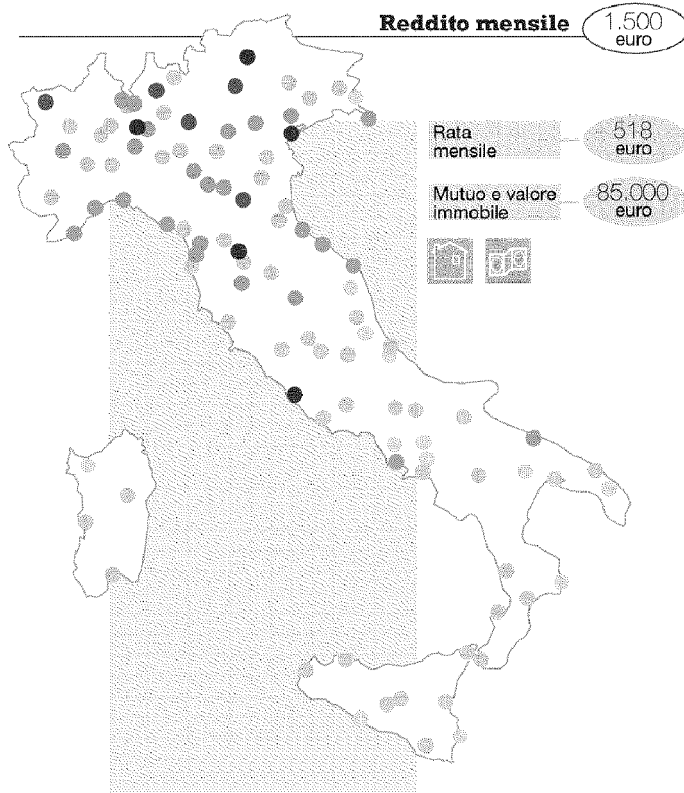 Reddito mensile
1.500
euro
Rata
mensile
518
euro
Mutuo e valore
immobile
85.000
euro